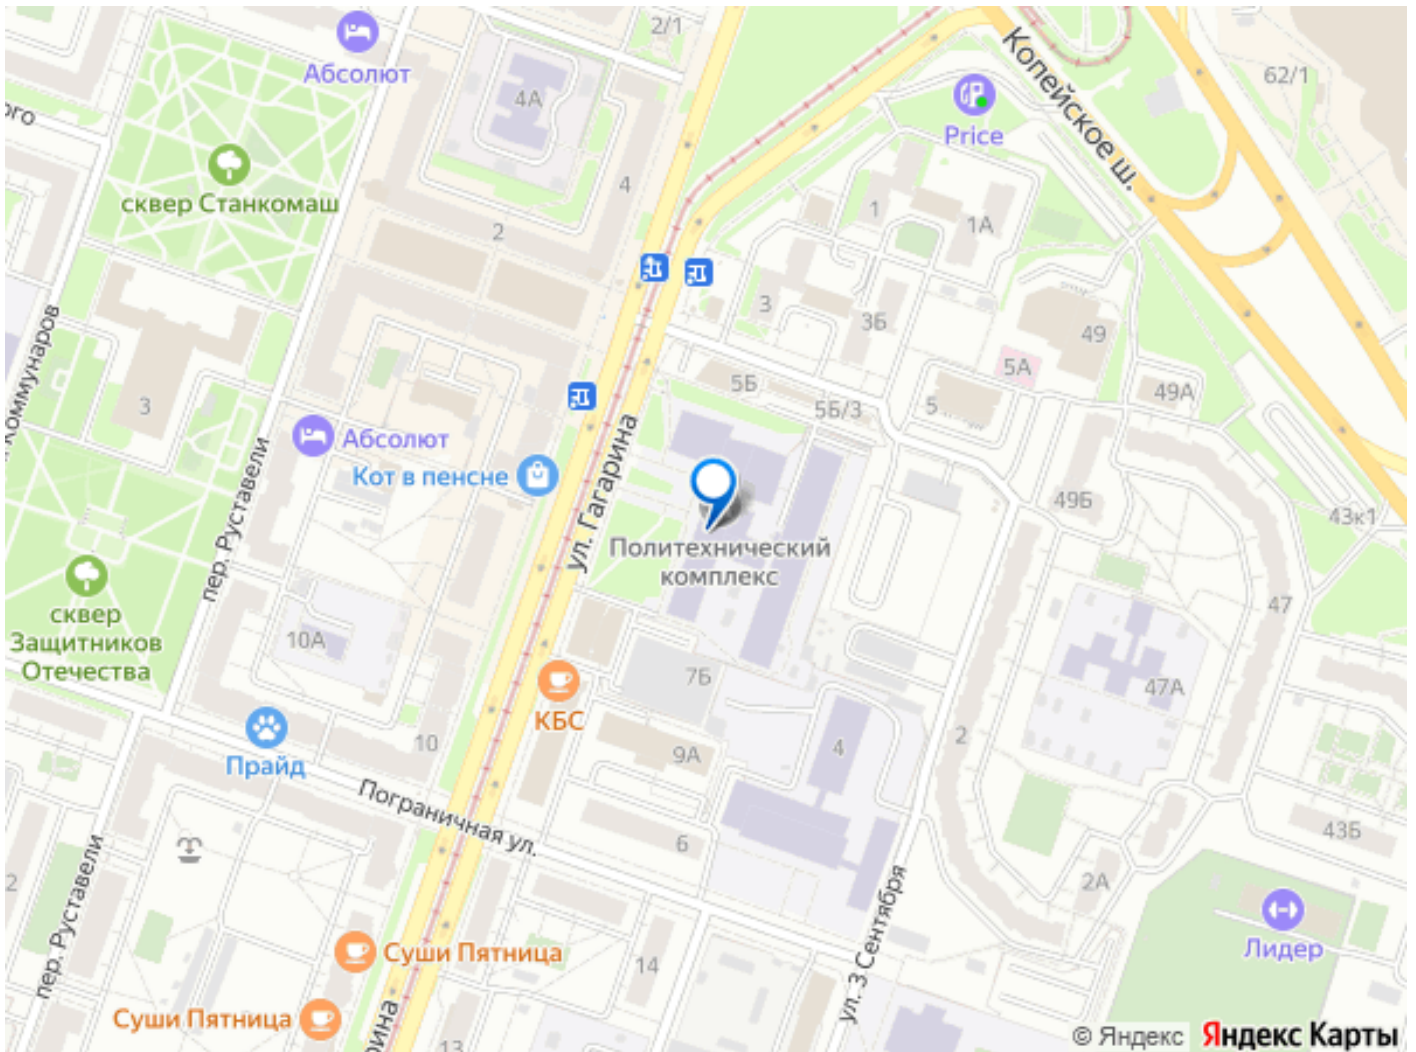 2/1
Абсолют
62/1
Копейское ш.
4А
ого
Price
сквер Станкомаш
4
1
1А
2
3
3Б
49
5А
49А
5Б
5Б/3
5
3
коммунаров
Абсолют
Кот в пенсне
пер. Руставели
ул. Гагарина
49Б
43к1
Политехнический
комплекс
сквер
Защитников
Отечества
10А
47
47А
7Б
КБС
Прайд
10
9А
4
2
Пограничная ул.
6
43Б
2
пер. Руставели
2А
ул. 3 Сентября
Лидер
Суши Пятница
14
Суши Пятница
рина
13
© Яндекс
Яндекс Карты